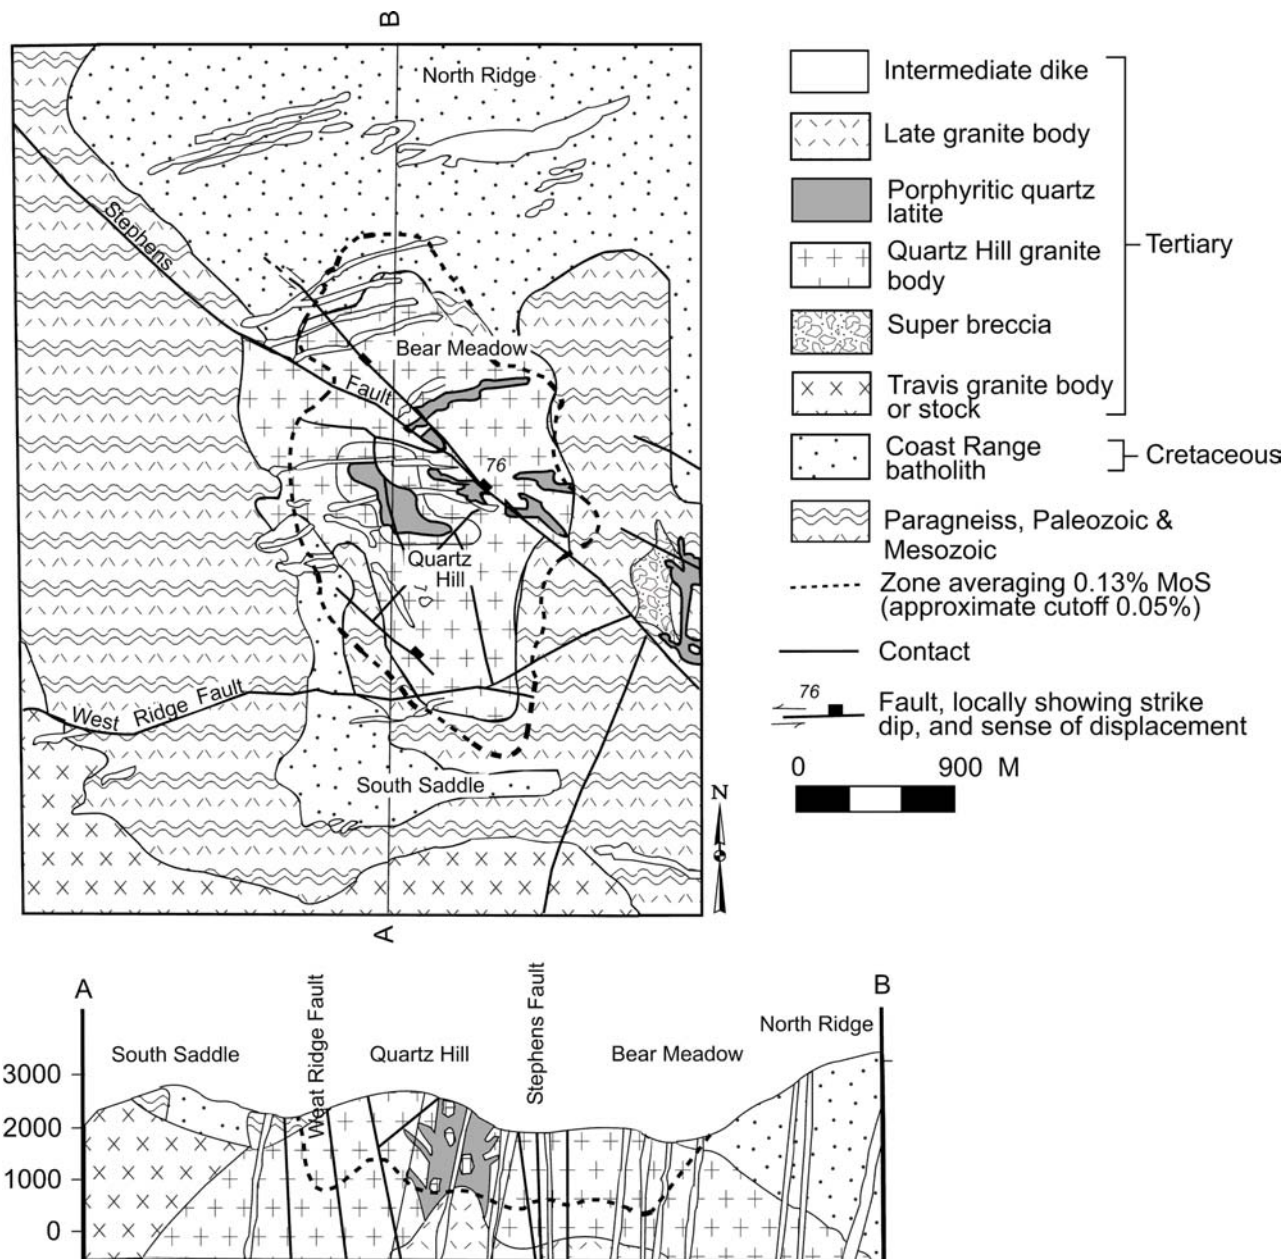 B
North Ridge
Stephens
Fault
Bear Meadow
76
Quartz
Hill
West Ridge Fault
South Saddle
A
Intermediate dike
Late granite body
Porphyritic quartz
latite
Quartz Hill granite
body
Super breccia
Travis granite body
or stock
Tertiary
Coast Range
batholith
Cretaceous
Paragneiss, Paleozoic &
Mesozoic
Zone averaging 0.13% MoS
(approximate cutoff 0.05%)
Contact
76
Fault, locally showing strike
dip, and sense of displacement
0 900 M
N
A
B
South Saddle
Weat Ridge Fault
Quartz Hill
Stephens Fault
Bear Meadow
North Ridge
3000
2000
1000
0